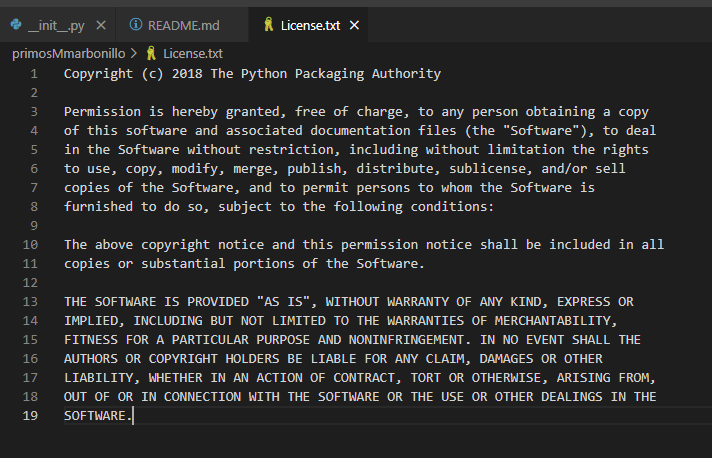 __init__.py × README.md License.txt ×
primosMmarbonillo > License.txt
1 Copyright (c) 2018 The Python Packaging Authority
2
3 Permission is hereby granted, free of charge, to any person obtaining a copy
4 of this software and associated documentation files (the "Software"), to deal
5 in the Software without restriction, including without limitation the rights
6 to use, copy, modify, merge, publish, distribute, sublicense, and/or sell
7 copies of the Software, and to permit persons to whom the Software is
8 furnished to do so, subject to the following conditions:
9
10 The above copyright notice and this permission notice shall be included in all
11 copies or substantial portions of the Software.
12
13 THE SOFTWARE IS PROVIDED "AS IS", WITHOUT WARRANTY OF ANY KIND, EXPRESS OR
14 IMPLIED, INCLUDING BUT NOT LIMITED TO THE WARRANTIES OF MERCHANTABILITY,
15 FITNESS FOR A PARTICULAR PURPOSE AND NONINFRINGEMENT. IN NO EVENT SHALL THE
16 AUTHORS OR COPYRIGHT HOLDERS BE LIABLE FOR ANY CLAIM, DAMAGES OR OTHER
17 LIABILITY, WHETHER IN AN ACTION OF CONTRACT, TORT OR OTHERWISE, ARISING FROM,
18 OUT OF OR IN CONNECTION WITH THE SOFTWARE OR THE USE OR OTHER DEALINGS IN THE
19 SOFTWARE.